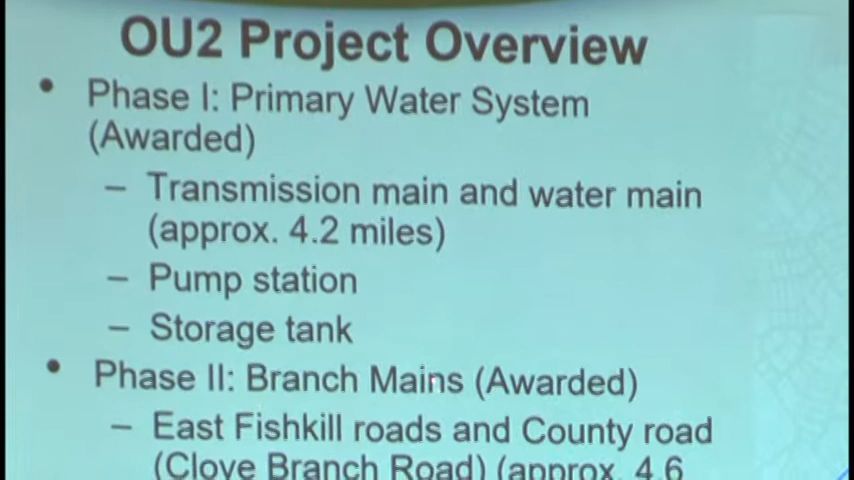 OU2 Project Overview
• Phase I: Primary Water System
(Awarded)
– Transmission main and water main
(approx. 4.2 miles)
– Pump station
– Storage tank
• Phase II: Branch Mains (Awarded)
– East Fishkill roads and County road
(Clove Branch Road) (approx. 4.6